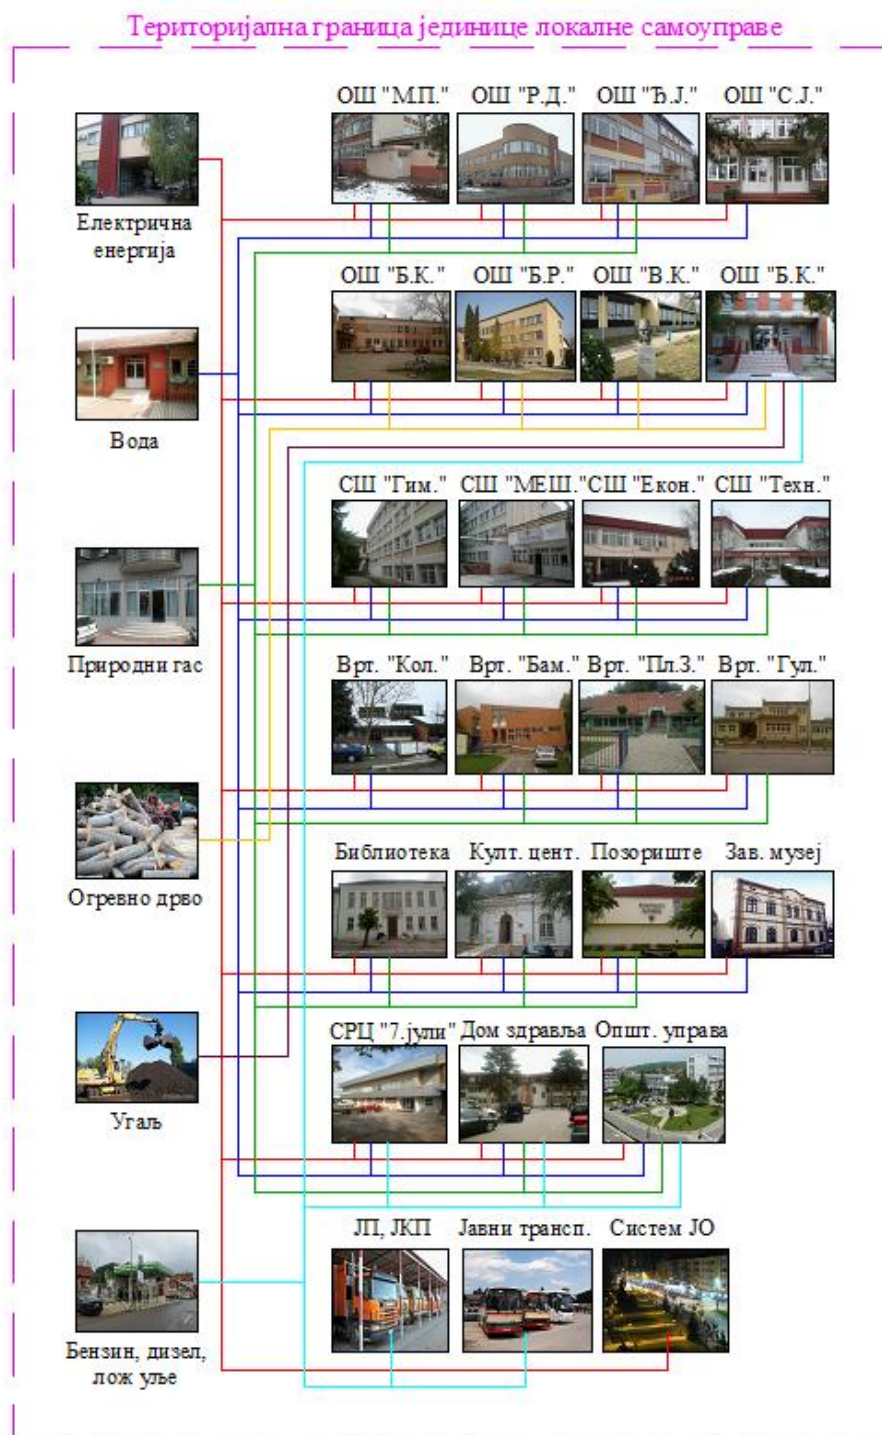 Територијална граница јединице локалне самоуправе
ОШ "М.П." ОШ "Р.Д." ОШ "Ђ.Ј." ОШ "С.Ј."
Електрична
енергија
ОШ "Б.К." ОШ "Б.Р." ОШ "В.К." ОШ "Б.К."
Вода
СШ "Гим." СШ "МЕШ." СШ "Екон." СШ "Техн."
Природни гас
Врт. "Кол." Врт. "Бам." Врт. "Пл.З." Врт. "Гул."
Библиотека Култ. цент. Позориште Зав. музеј
Огревно дрво
СРЦ "7.јули" Дом здравља Општ. управа
Угаљ
ЈП, ЈКП Јавни трансп. Систем ЈО
Бензин, дизел,
лож уље